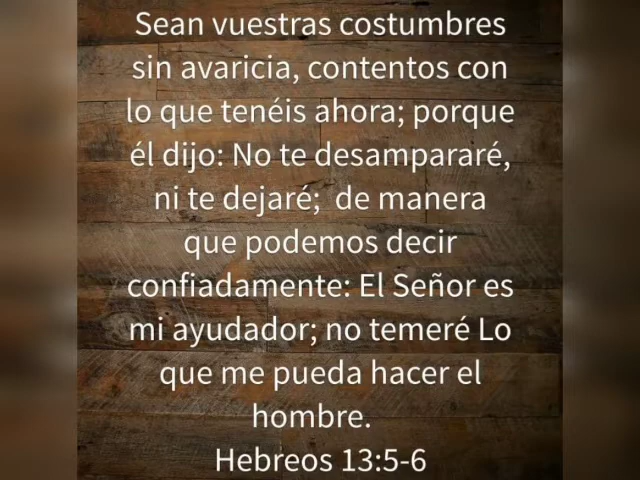 Sean vuestras costumbres
sin avaricia, contentos con
lo que tenéis ahora; porque
él dijo: No te desampararé,
ni te dejaré;  de manera
que podemos decir
confiadamente: El Señor es
mi ayudador; no temeré Lo
que me pueda hacer el
hombre.
Hebreos 13:5-6